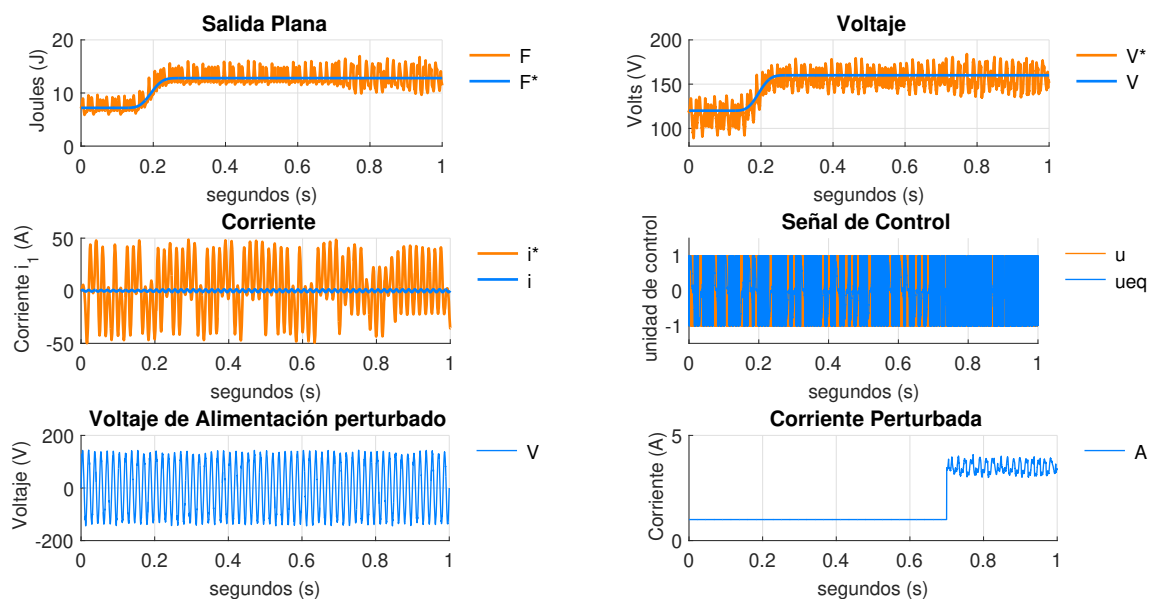 Salida Plana
Joules (J)
20
10
0
0 0.2 0.4 0.6 0.8 1
segundos (s)
F
F*
Voltaje
Volts (V)
200
150
100
0 0.2 0.4 0.6 0.8 1
segundos (s)
V*
V
Corriente
Corriente i_1 (A)
50
0
-50
0 0.2 0.4 0.6 0.8 1
segundos (s)
i*
i
Señal de Control
unidad de control
1
0
-1
0 0.2 0.4 0.6 0.8 1
segundos (s)
u
ueq
Voltaje de Alimentación perturbado
Voltaje (V)
200
0
-200
0 0.2 0.4 0.6 0.8 1
segundos (s)
V
Corriente Perturbada
Corriente (A)
5
0
0 0.2 0.4 0.6 0.8 1
segundos (s)
A